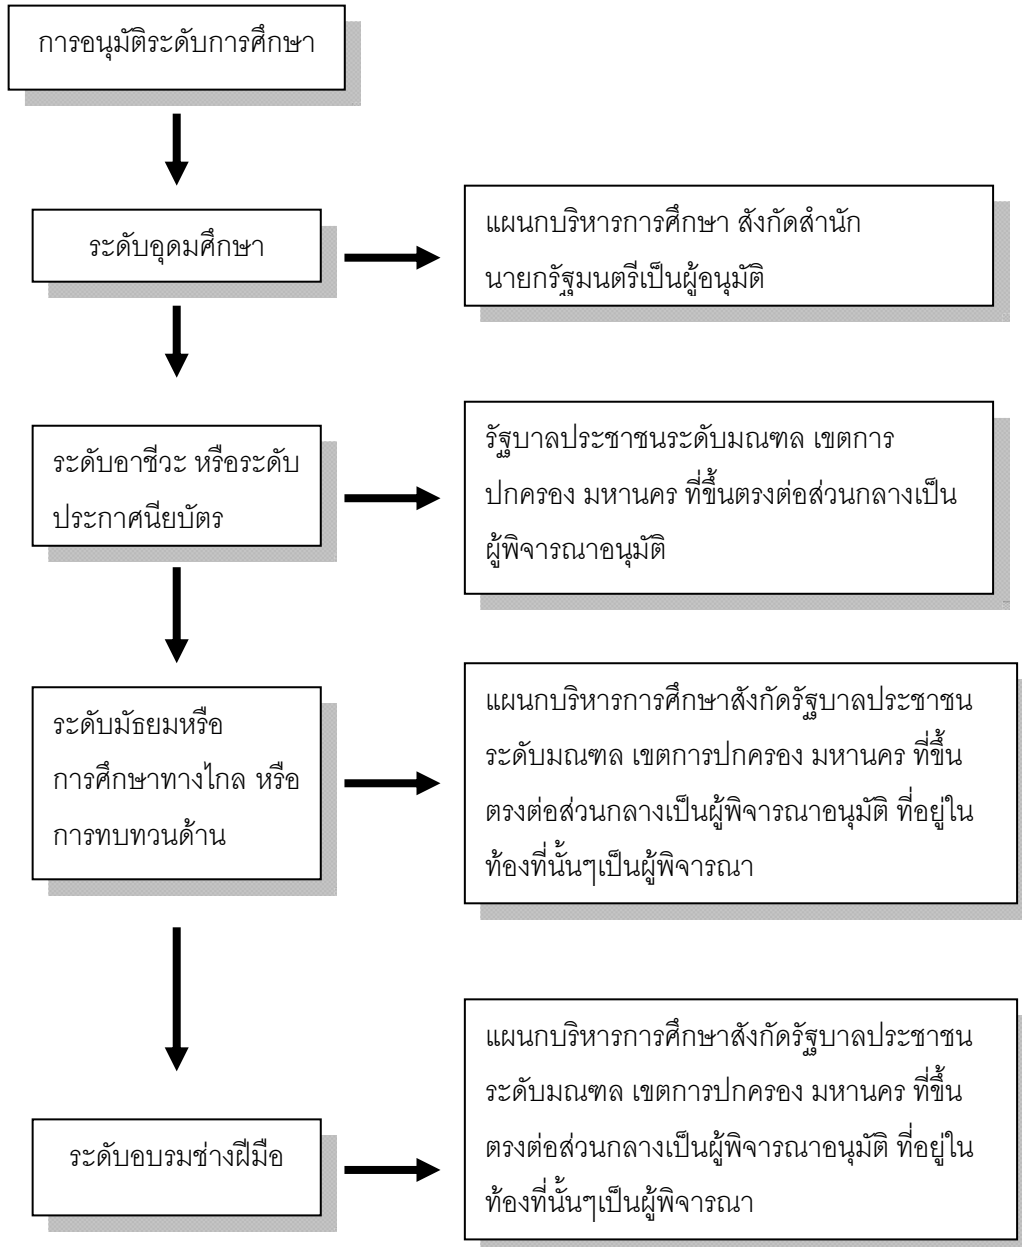 การอนุมัติระดับการศึกษา
ระดับอุดมศึกษา
แผนกบริหารการศึกษา สังกัดสำนัก
นายกรัฐมนตรีเป็นผู้อนุมัติ
ระดับอาชีวะ หรือระดับ
ประกาศนียบัตร
รัฐบาลประชาชนระดับมณฑล เขตการ
ปกครอง มหานคร ที่ขึ้นตรงต่อส่วนกลางเป็น
ผู้พิจารณาอนุมัติ
ระดับมัธยมหรือ
การศึกษาทางไกล หรือ
การทบทวนด้าน
แผนกบริหารการศึกษาสังกัดรัฐบาลประชาชน
ระดับมณฑล เขตการปกครอง มหานคร ที่ขึ้น
ตรงต่อส่วนกลางเป็นผู้พิจารณาอนุมัติ ที่อยู่ใน
ท้องที่นั้นๆเป็นผู้พิจารณา
ระดับอบรมช่างฝีมือ
แผนกบริหารการศึกษาสังกัดรัฐบาลประชาชน
ระดับมณฑล เขตการปกครอง มหานคร ที่ขึ้น
ตรงต่อส่วนกลางเป็นผู้พิจารณาอนุมัติ ที่อยู่ใน
ท้องที่นั้นๆเป็นผู้พิจารณา